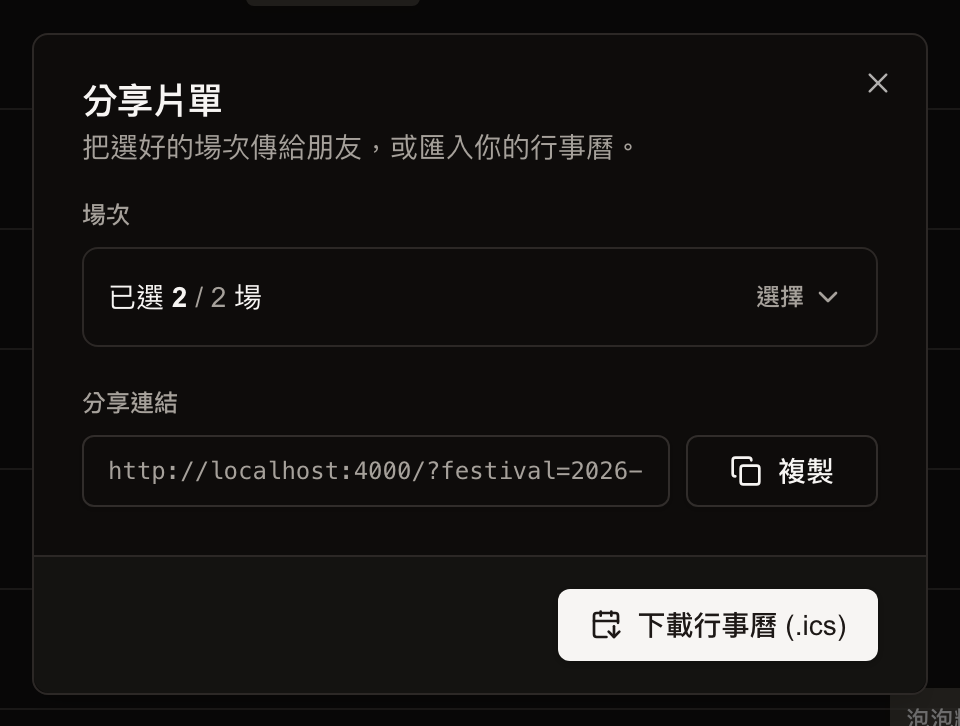 分享片單
把選好的場次傳給朋友，或匯入你的行事曆。
場次
已選 2 / 2 場
選擇
分享連結
http://localhost:4000/?festival=2026-
複製
下載行事曆 (.ics)
泡泡